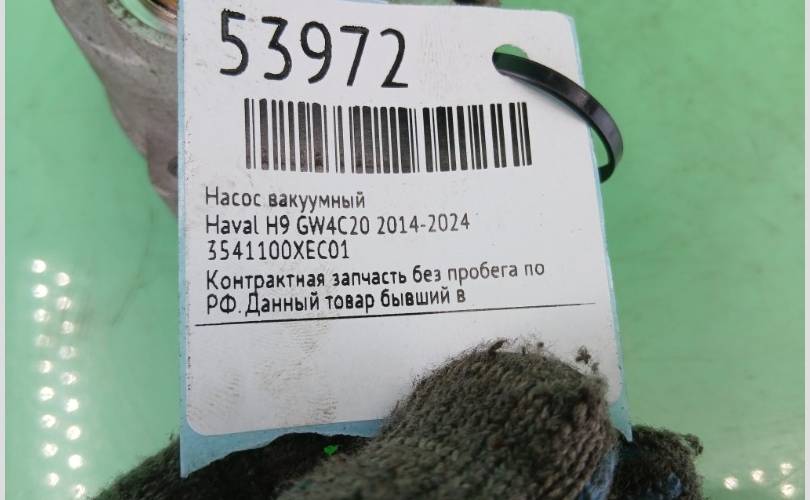 53972
Насос вакуумный
Haval H9 GW4C20 2014-2024
3541100XEC01
Контрактная запчасть без пробега по
РФ. Данный товар бывший в